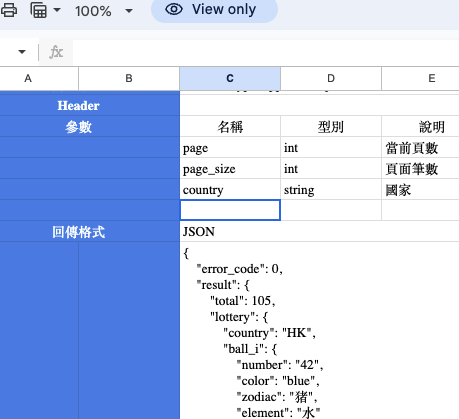 100% View only
fx
A B C D E
Header
參數 名稱 型別 說明
page int 當前頁數
page_size int 頁面筆數
country string 國家
回傳格式 JSON
{
"error_code": 0,
"result": {
"total": 105,
"lottery": {
"country": "HK",
"ball_i": {
"number": "42",
"color": "blue",
"zodiac": "猪",
"element": "水"